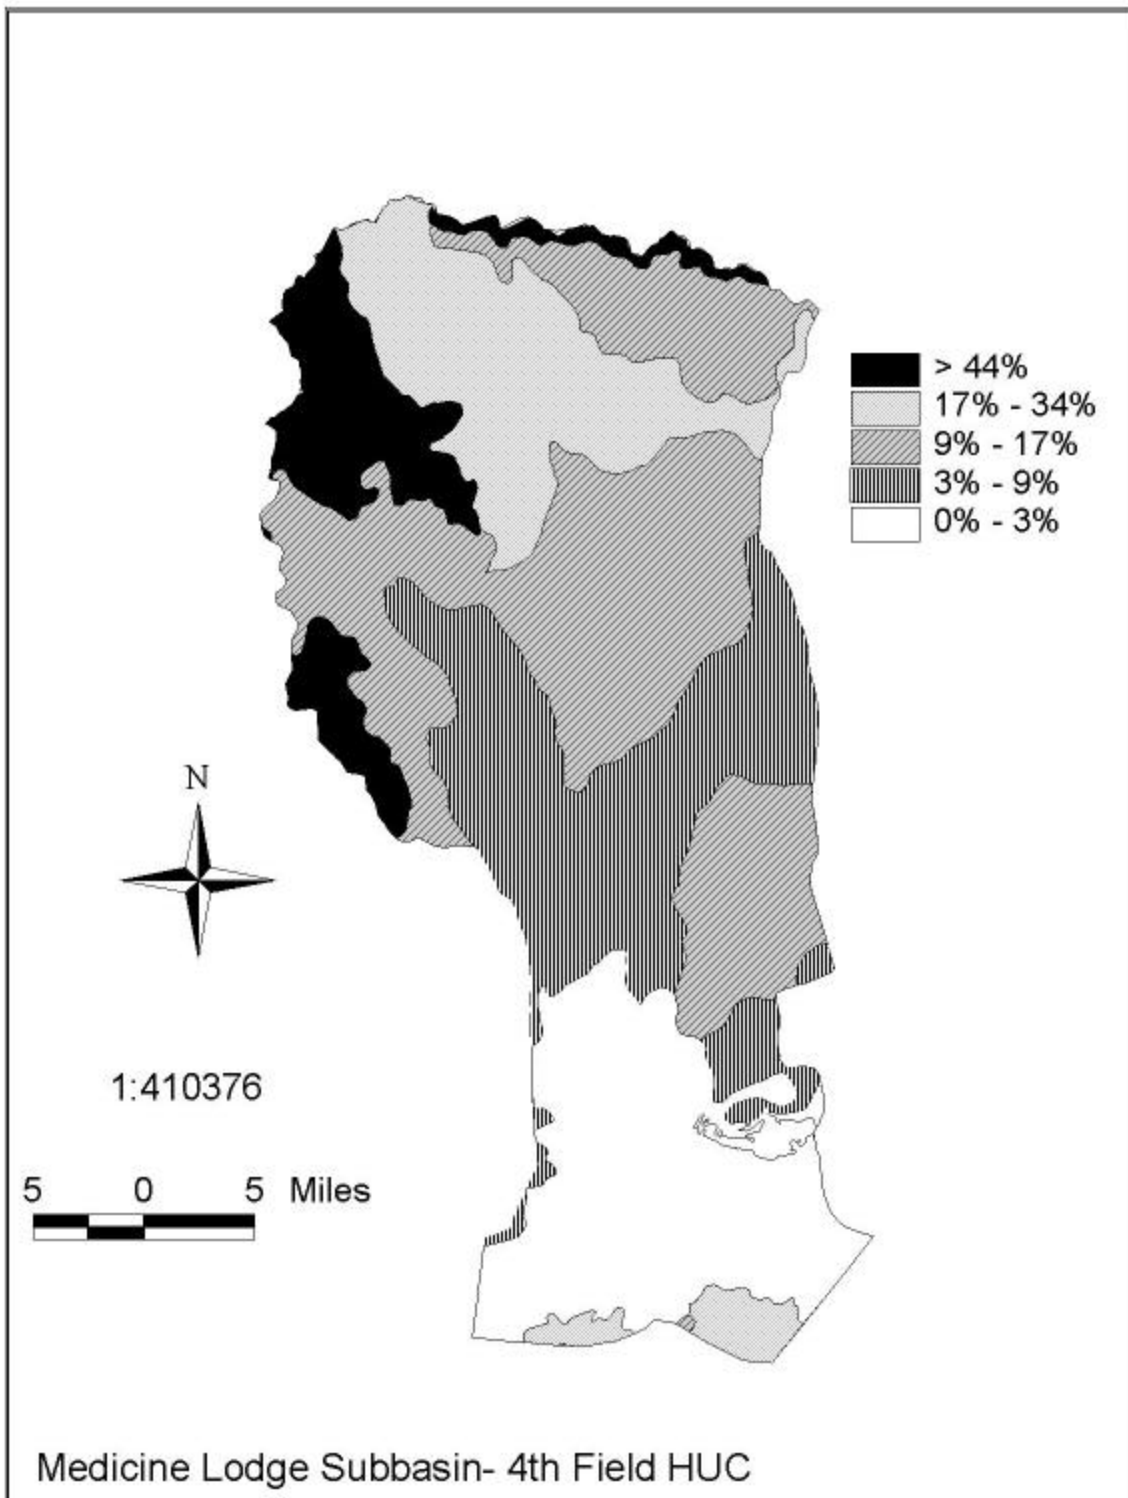 > 44%
17% - 34%
9% - 17%
3% - 9%
0% - 3%
N
1:410376
5 0 5 Miles
Medicine Lodge Subbasin- 4th Field HUC